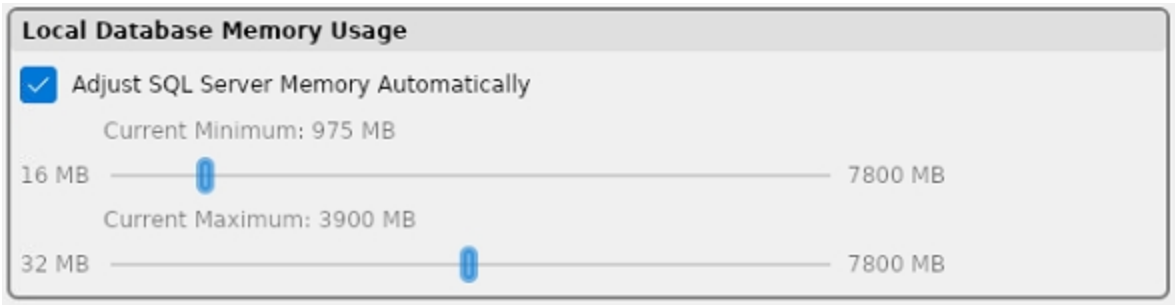 Local Database Memory Usage
Adjust SQL Server Memory Automatically
Current Minimum: 975 MB
16 MB 7800 MB
Current Maximum: 3900 MB
32 MB 7800 MB